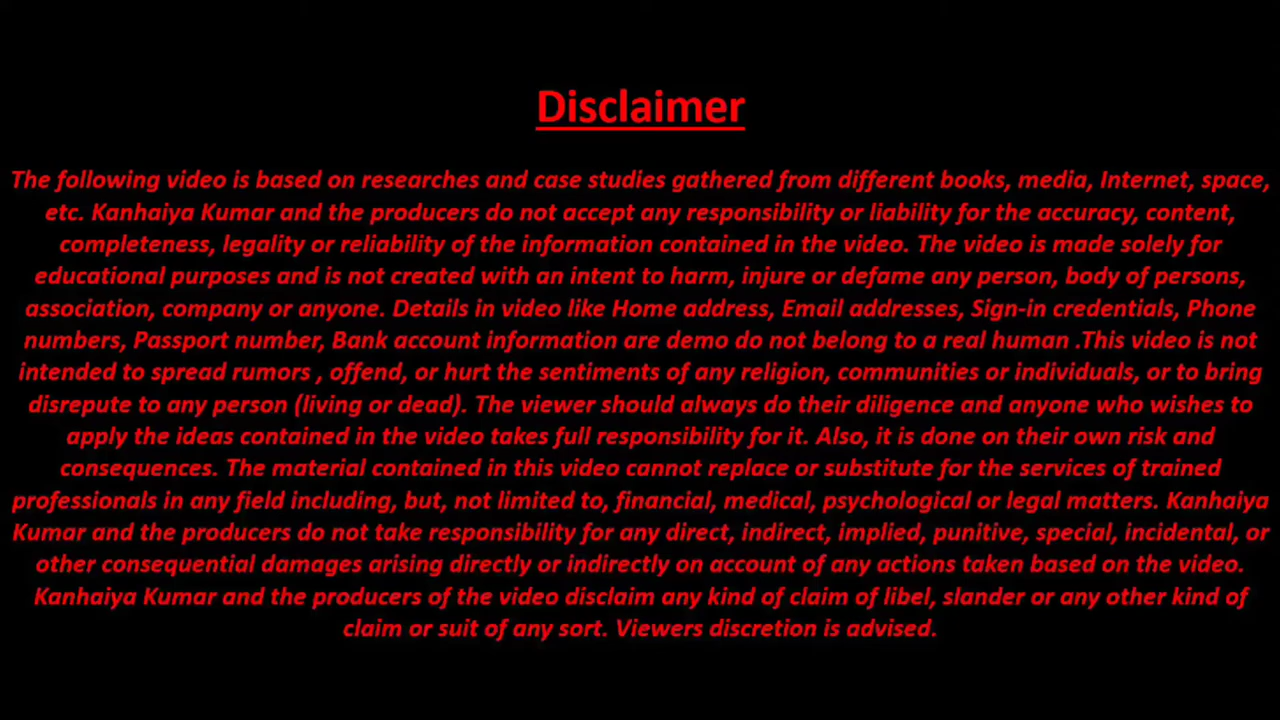 Disclaimer
The following video is based on researches and case studies gathered from different books, media, Internet, space,
etc. Kanhaiya Kumar and the producers do not accept any responsibility or liability for the accuracy, content,
completeness, legality or reliability of the information contained in the video. The video is made solely for
educational purposes and is not created with an intent to harm, injure or defame any person, body of persons,
association, company or anyone. Details in video like Home address, Email addresses, Sign-in credentials, Phone
numbers, Passport number, Bank account information are demo do not belong to a real human .This video is not
intended to spread rumors , offend, or hurt the sentiments of any religion, communities or individuals, or to bring
disrepute to any person (living or dead). The viewer should always do their diligence and anyone who wishes to
apply the ideas contained in the video takes full responsibility for it. Also, it is done on their own risk and
consequences. The material contained in this video cannot replace or substitute for the services of trained
professionals in any field including, but, not limited to, financial, medical, psychological or legal matters. Kanhaiya
Kumar and the producers do not take responsibility for any direct, indirect, implied, punitive, special, incidental, or
other consequential damages arising directly or indirectly on account of any actions taken based on the video.
Kanhaiya Kumar and the producers of the video disclaim any kind of claim of libel, slander or any other kind of
claim or suit of any sort. Viewers discretion is advised.